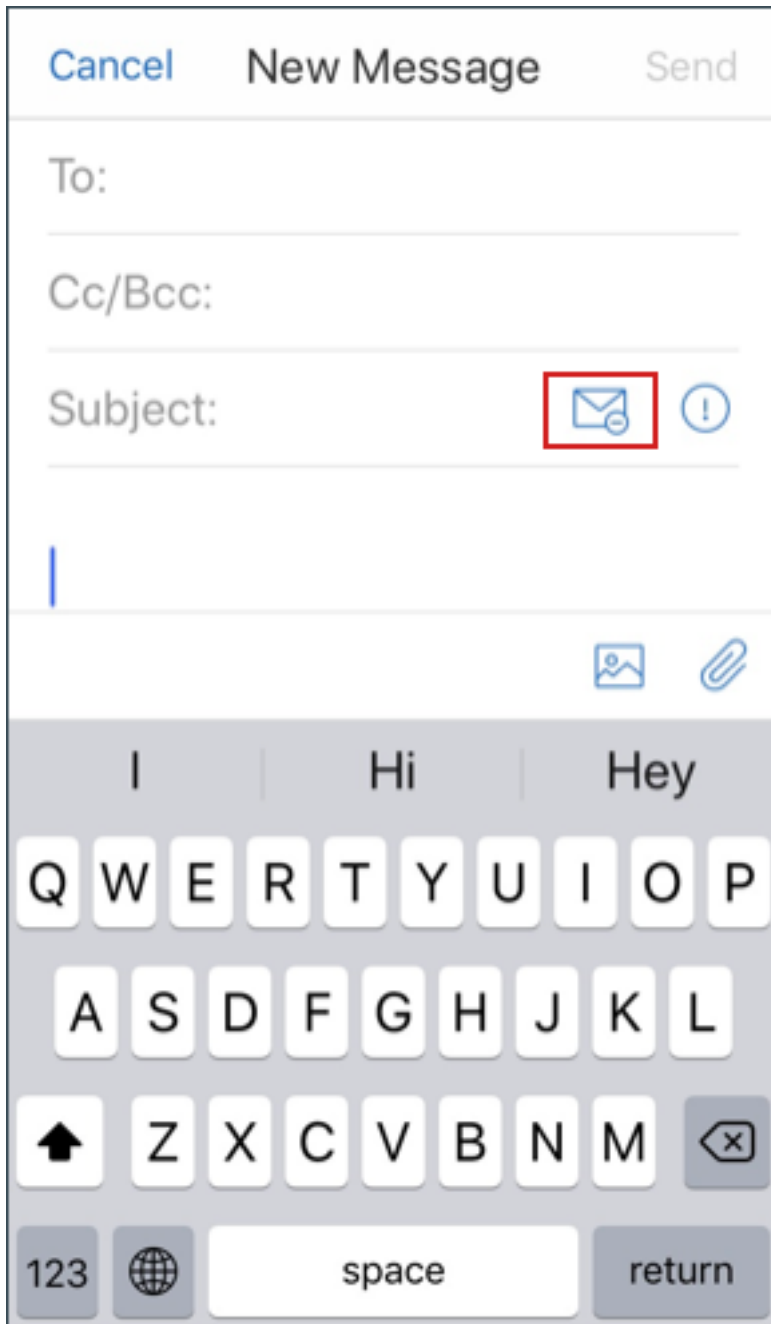 Cancel New Message Send
To:
Cc/Bcc:
Subject:
I Hi Hey
Q W E R T Y U I O P
A S D F G H J K L
Z X C V B N M
123 space return